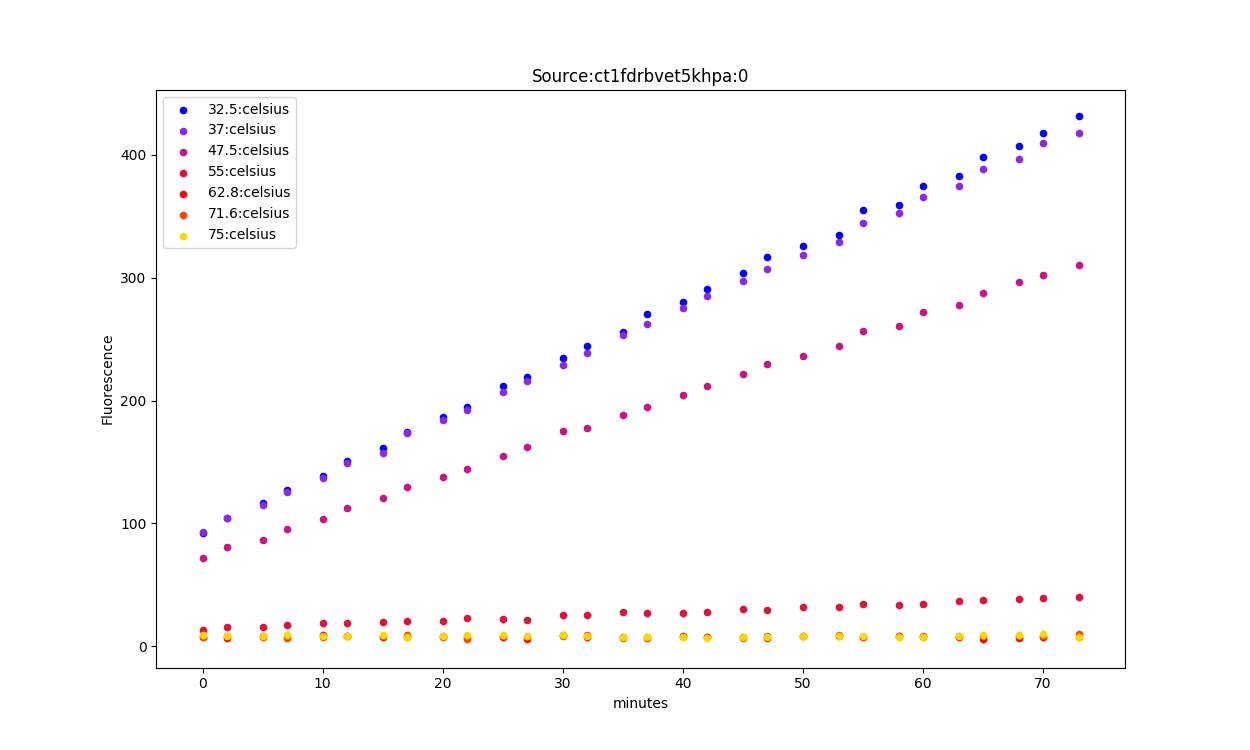 Source:ct1fdrbvet5khpa:0
32.5:celsius
37:celsius
47.5:celsius
55:celsius
62.8:celsius
71.6:celsius
75:celsius
Fluorescence
400
300
200
100
0
0 10 20 30 40 50 60 70
minutes